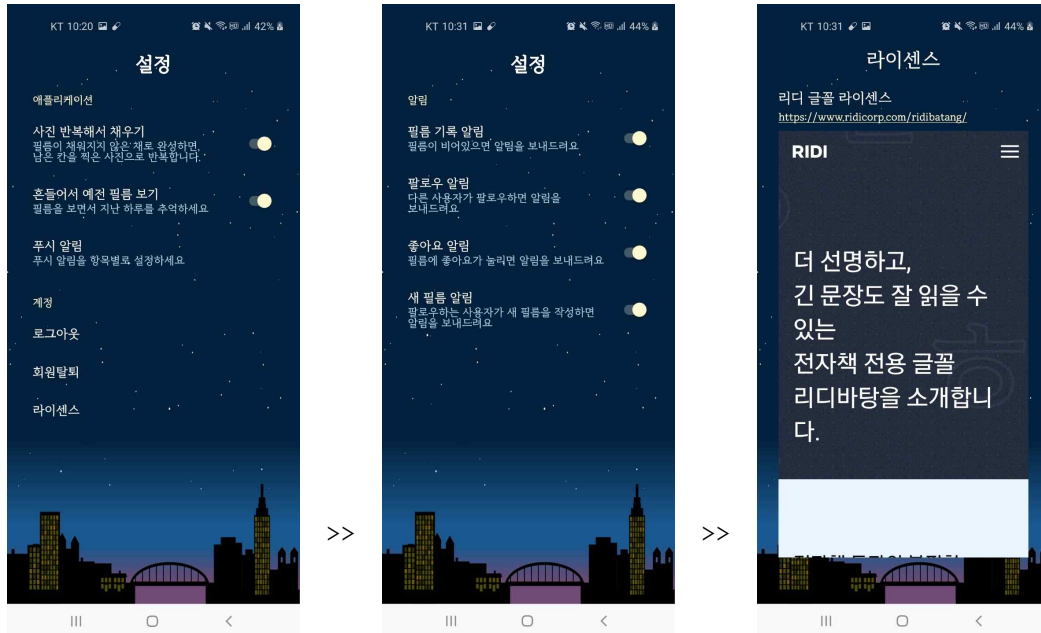 KT 10:20
42%
설정
애플리케이션
사진 반복해서 채우기
필름이 채워지지 않은 채로 완성하면,
남은 칸을 찍은 사진으로 반복합니다.
흔들어서 예전 필름 보기
필름을 보면서 지난 하루를 추억하세요
푸시 알림
푸시 알림을 항목별로 설정하세요
계정
로그아웃
회원탈퇴
라이센스
>>
KT 10:31
44%
설정
알림
필름 기록 알림
필름이 비어있으면 알림을 보내드려요
팔로우 알림
다른 사용자가 팔로우하면 알림을
보내드려요
좋아요 알림
필름에 좋아요가 눌리면 알림을 보내드려요
새 필름 알림
팔로우하는 사용자가 새 필름을 작성하면
알림을 보내드려요
>>
KT 10:31
44%
라이센스
리디 글꼴 라이센스
https://www.ridicorp.com/ridibatang/
RIDI
더 선명하고,
긴 문장도 잘 읽을 수
있는
전자책 전용 글꼴
리디바탕을 소개합니
다.